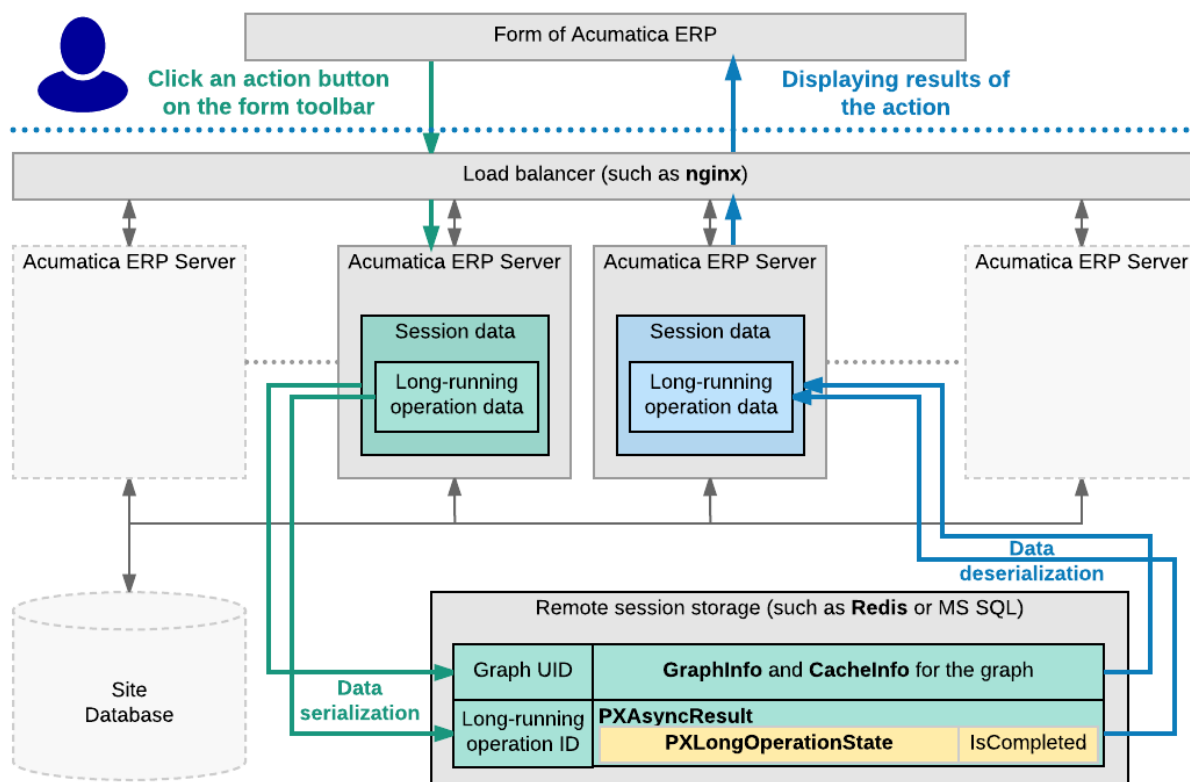 Form of Acumatica ERP
Click an action button
on the form toolbar
Displaying results of
the action
Load balancer (such as nginx)
Acumatica ERP Server
Acumatica ERP Server
Acumatica ERP Server
Acumatica ERP Server
Session data
Long-running
operation data
Session data
Long-running
operation data
Data
deserialization
Remote session storage (such as Redis or MS SQL)
Graph UID
GraphInfo and CacheInfo for the graph
Data
serialization
Long-running
operation ID
PXAsyncResult
PXLongOperationState
IsCompleted
Site
Database